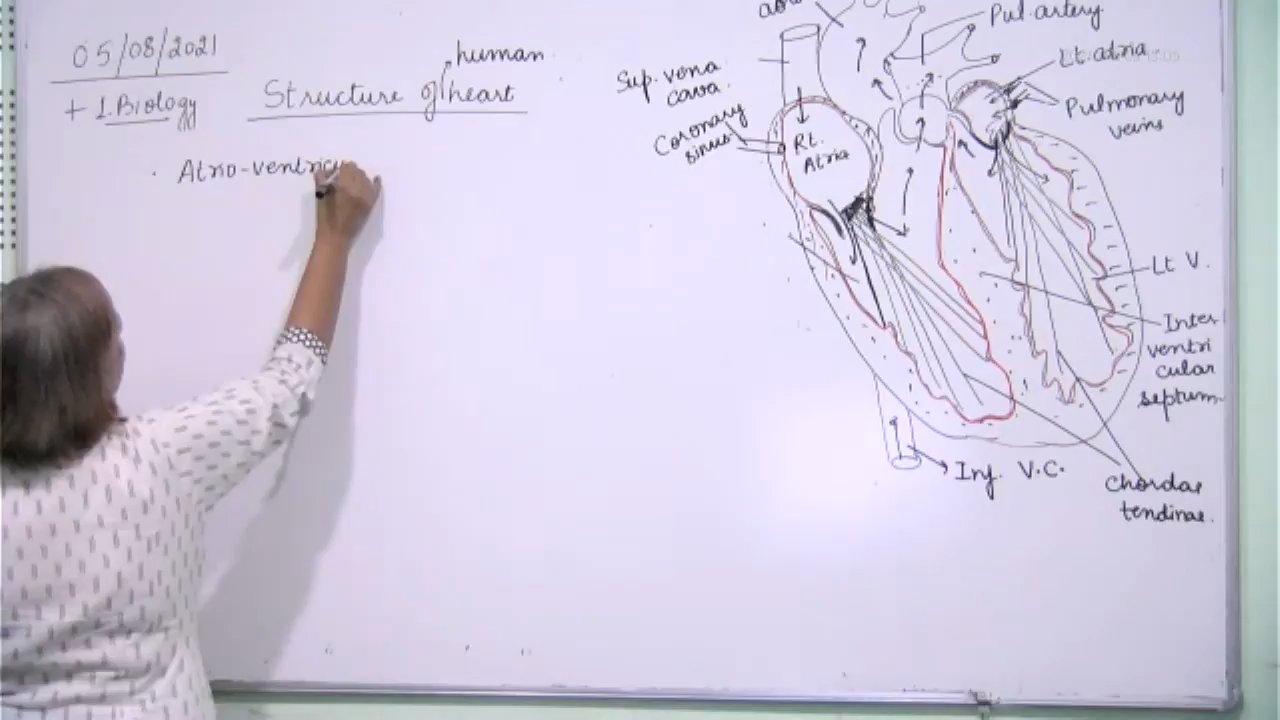 05/08/2021
+ 1. Biology
human
Structure of heart
. Atrio-ventricu
Pul. artery
Lt atria
Pulmonary
veins
Sup. vena
cava.
Coronary
sinus
Rt.
Atria
Lt V.
Inter
ventri
cular
septum
Inf. V.C.
Chordae
tendinae.